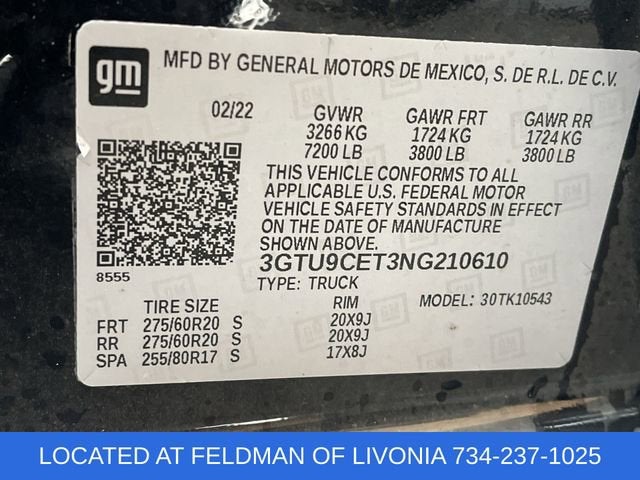 gm
MFD BY GENERAL MOTORS DE MEXICO, S. DE R.L. DE C.V.
02/22 GVWR GAWR FRT GAWR RR
3266 KG 1724 KG 1724 KG
7200 LB 3800 LB 3800 LB
THIS VEHICLE CONFORMS TO ALL
APPLICABLE U.S. FEDERAL MOTOR
VEHICLE SAFETY STANDARDS IN EFFECT
ON THE DATE OF MANUFACTURE
SHOWN ABOVE.
8555
3GTU9CET3NG210610
TYPE: TRUCK MODEL: 30TK10543
TIRE SIZE RIM
FRT 275/60R20 S 20X9J
RR 275/60R20 S 20X9J
SPA 255/80R17 S 17X8J
LOCATED AT FELDMAN OF LIVONIA 734-237-1025